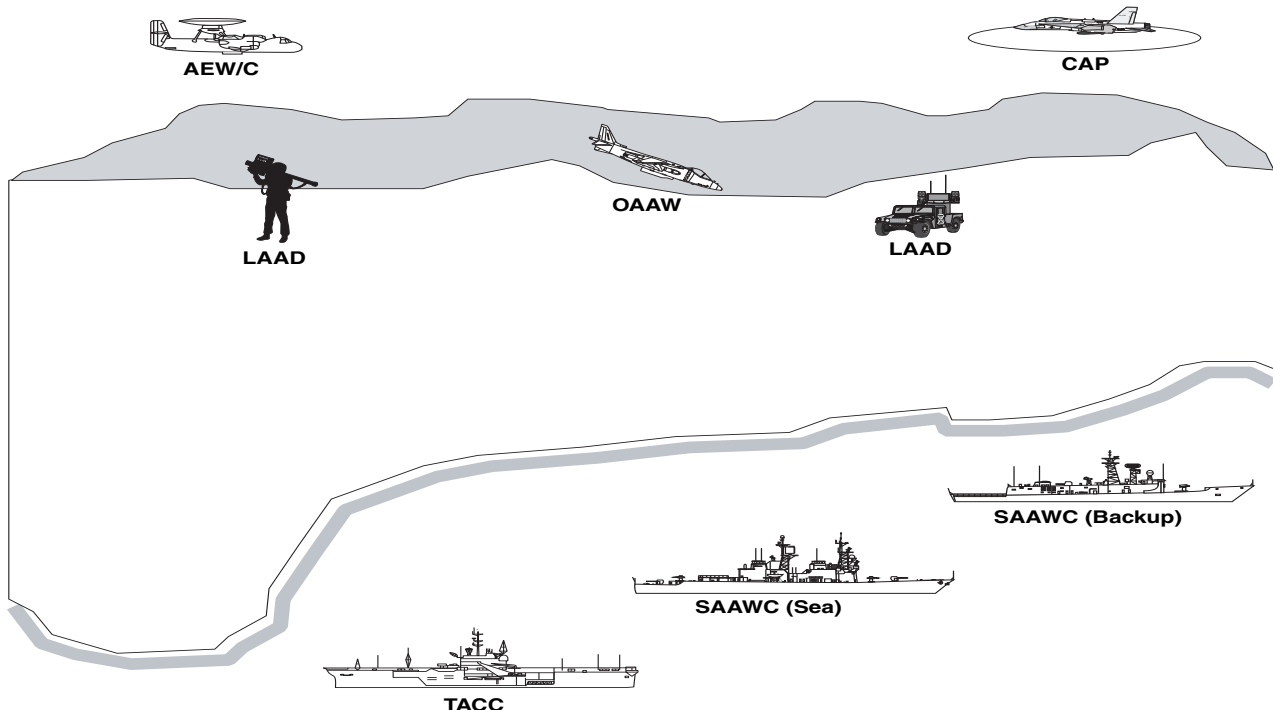 AEW/C
CAP
OAAW
LAAD
LAAD
SAAWC (Backup)
SAAWC (Sea)
TACC